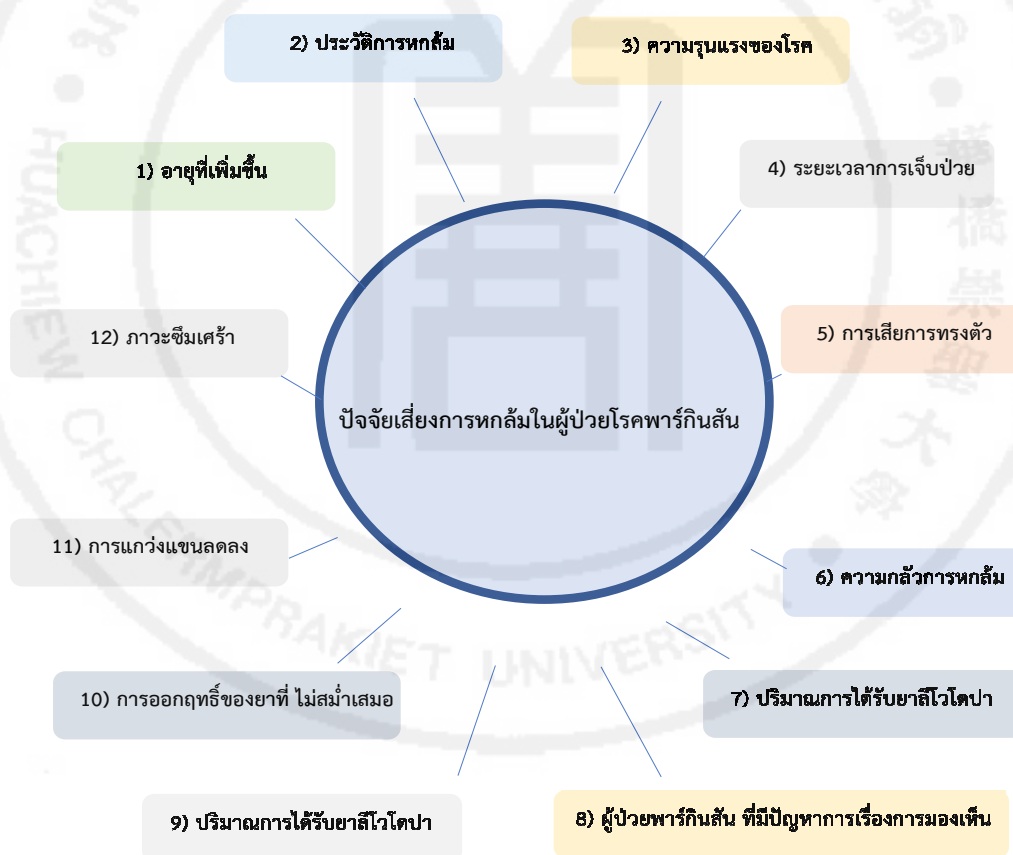 2) ประวัติการหกล้ม
3) ความรุนแรงของโรค
1) อายุที่เพิ่มขึ้น
4) ระยะเวลาการเจ็บป่วย
12) ภาวะซึมเศร้า
5) การเสียการทรงตัว
ปัจจัยเสี่ยงการหกล้มในผู้ป่วยโรคพาร์กินสัน
11) การแกว่งแขนลดลง
6) ความกลัวการหกล้ม
10) การออกฤทธิ์ของยาที่ ไม่สม่ำเสมอ
7) ปริมาณการได้รับยาลีโวโดปา
9) ปริมาณการได้รับยาลีโวโดปา
8) ผู้ป่วยพาร์กินสัน ที่มีปัญหาการเรื่องการมองเห็น
HUACHIEW CHALERMPRAKIET UNIVERSITY
崇聖大學